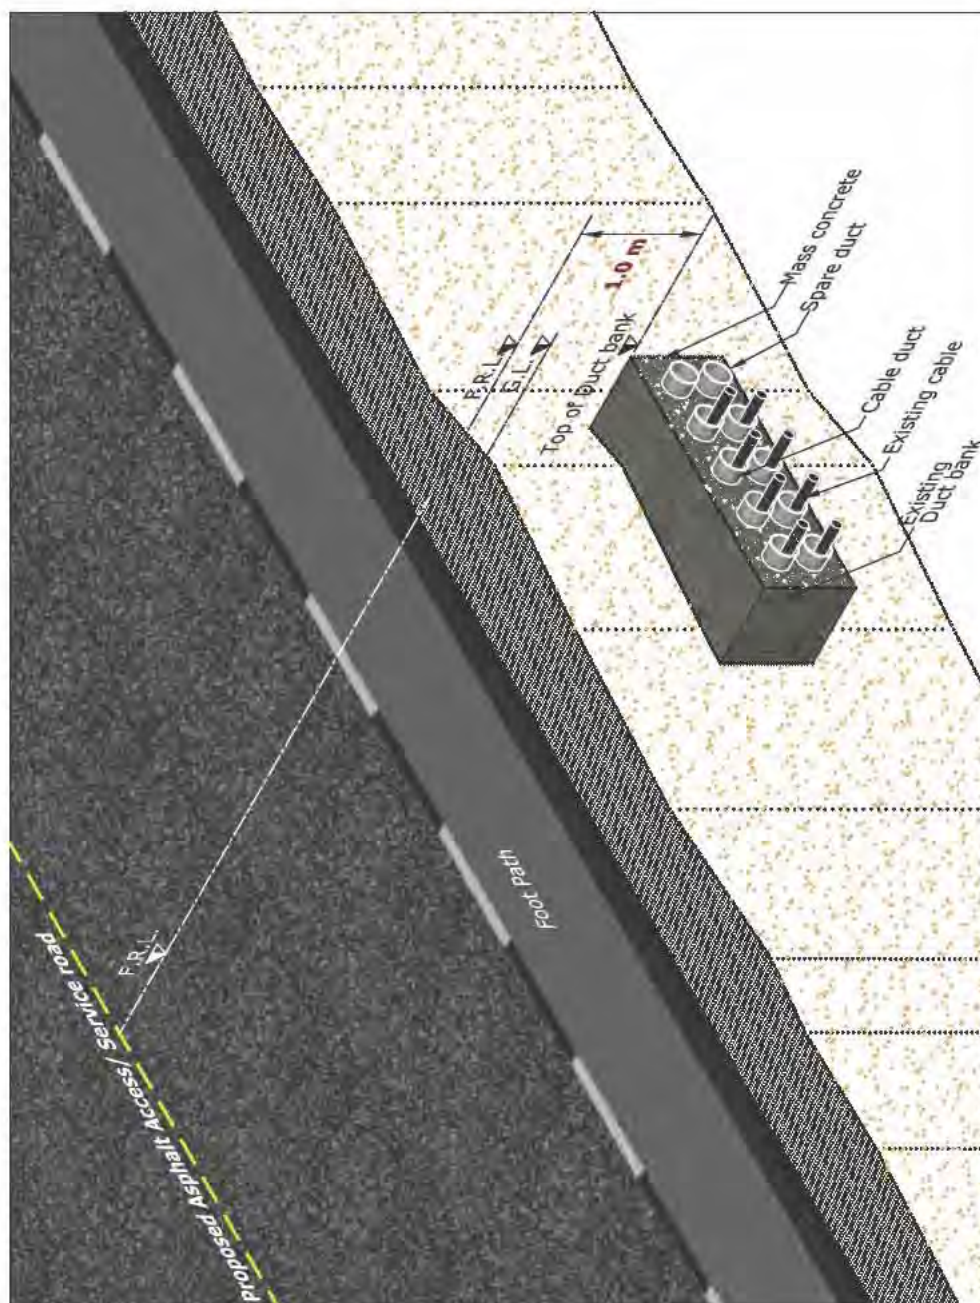 Proposed Asphalt Access/ Service road
F.R.L.
Foot Path
F.R.L.
G.L.
Top of Duct bank
1.0 m
Mass concrete
Spare duct
Cable duct
Existing cable
Existing
Duct bank